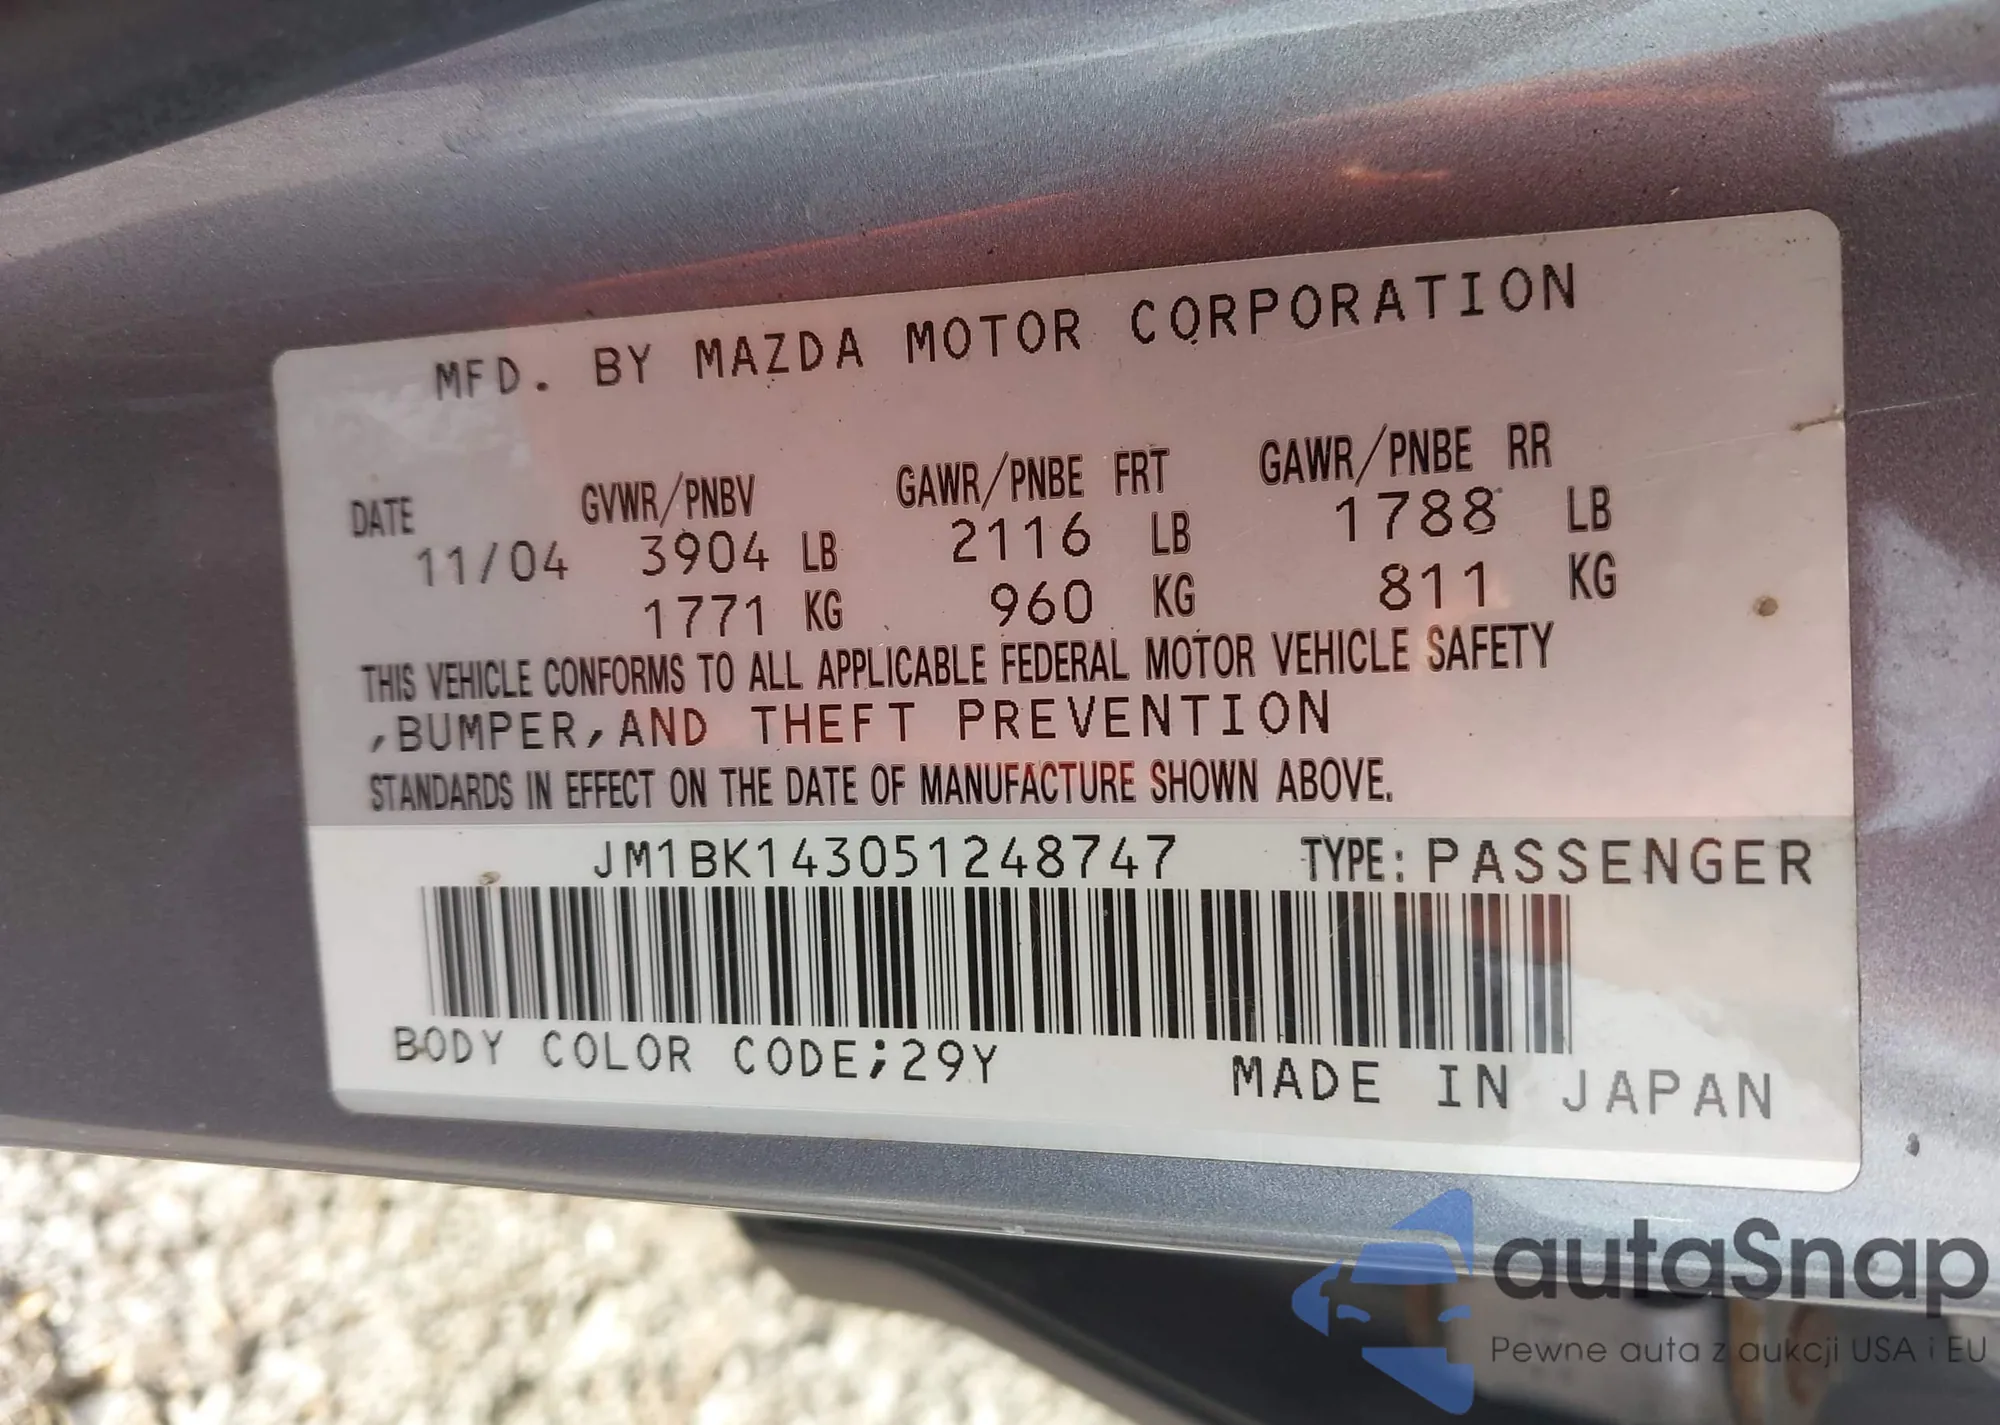 MFD. BY MAZDA MOTOR CORPORATION
DATE GVWR/PNBV GAWR/PNBE FRT GAWR/PNBE RR
11/04 3904 LB 2116 LB 1788 LB
1771 KG 960 KG 811 KG
THIS VEHICLE CONFORMS TO ALL APPLICABLE FEDERAL MOTOR VEHICLE SAFETY
,BUMPER,AND THEFT PREVENTION
STANDARDS IN EFFECT ON THE DATE OF MANUFACTURE SHOWN ABOVE.
JM1BK143051248747 TYPE: PASSENGER
BODY COLOR CODE;29Y MADE IN JAPAN
autaSnap
Pewne auta z aukcji USA i EU